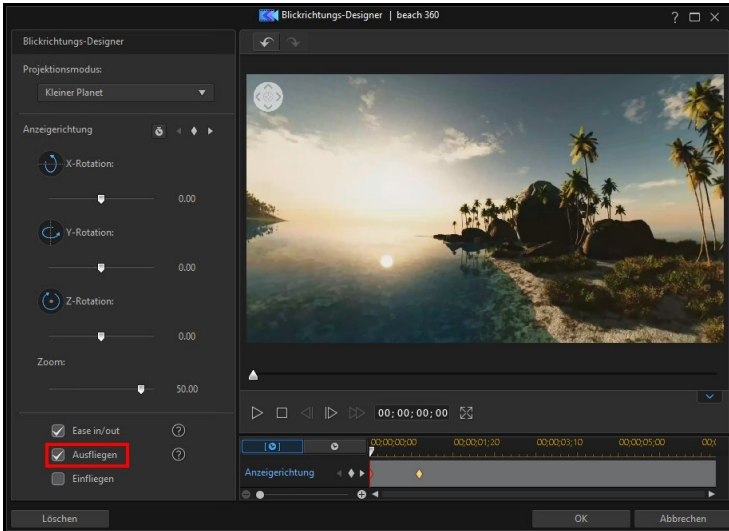 Blickrichtungs-Designer | beach 360
Blickrichtungs-Designer
Projektionsmodus:
Kleiner Planet
Anzeigerichtung
X-Rotation:
0.00
Y-Rotation:
0.00
Z-Rotation:
0.00
Zoom:
50.00
Ease in/out
Ausfliegen
Einfliegen
00; 00; 00; 00
00;00;00;00 00;00;01;20 00;00;03;10 00;00;05;00
Anzeigerichtung
Löschen OK Abbrechen